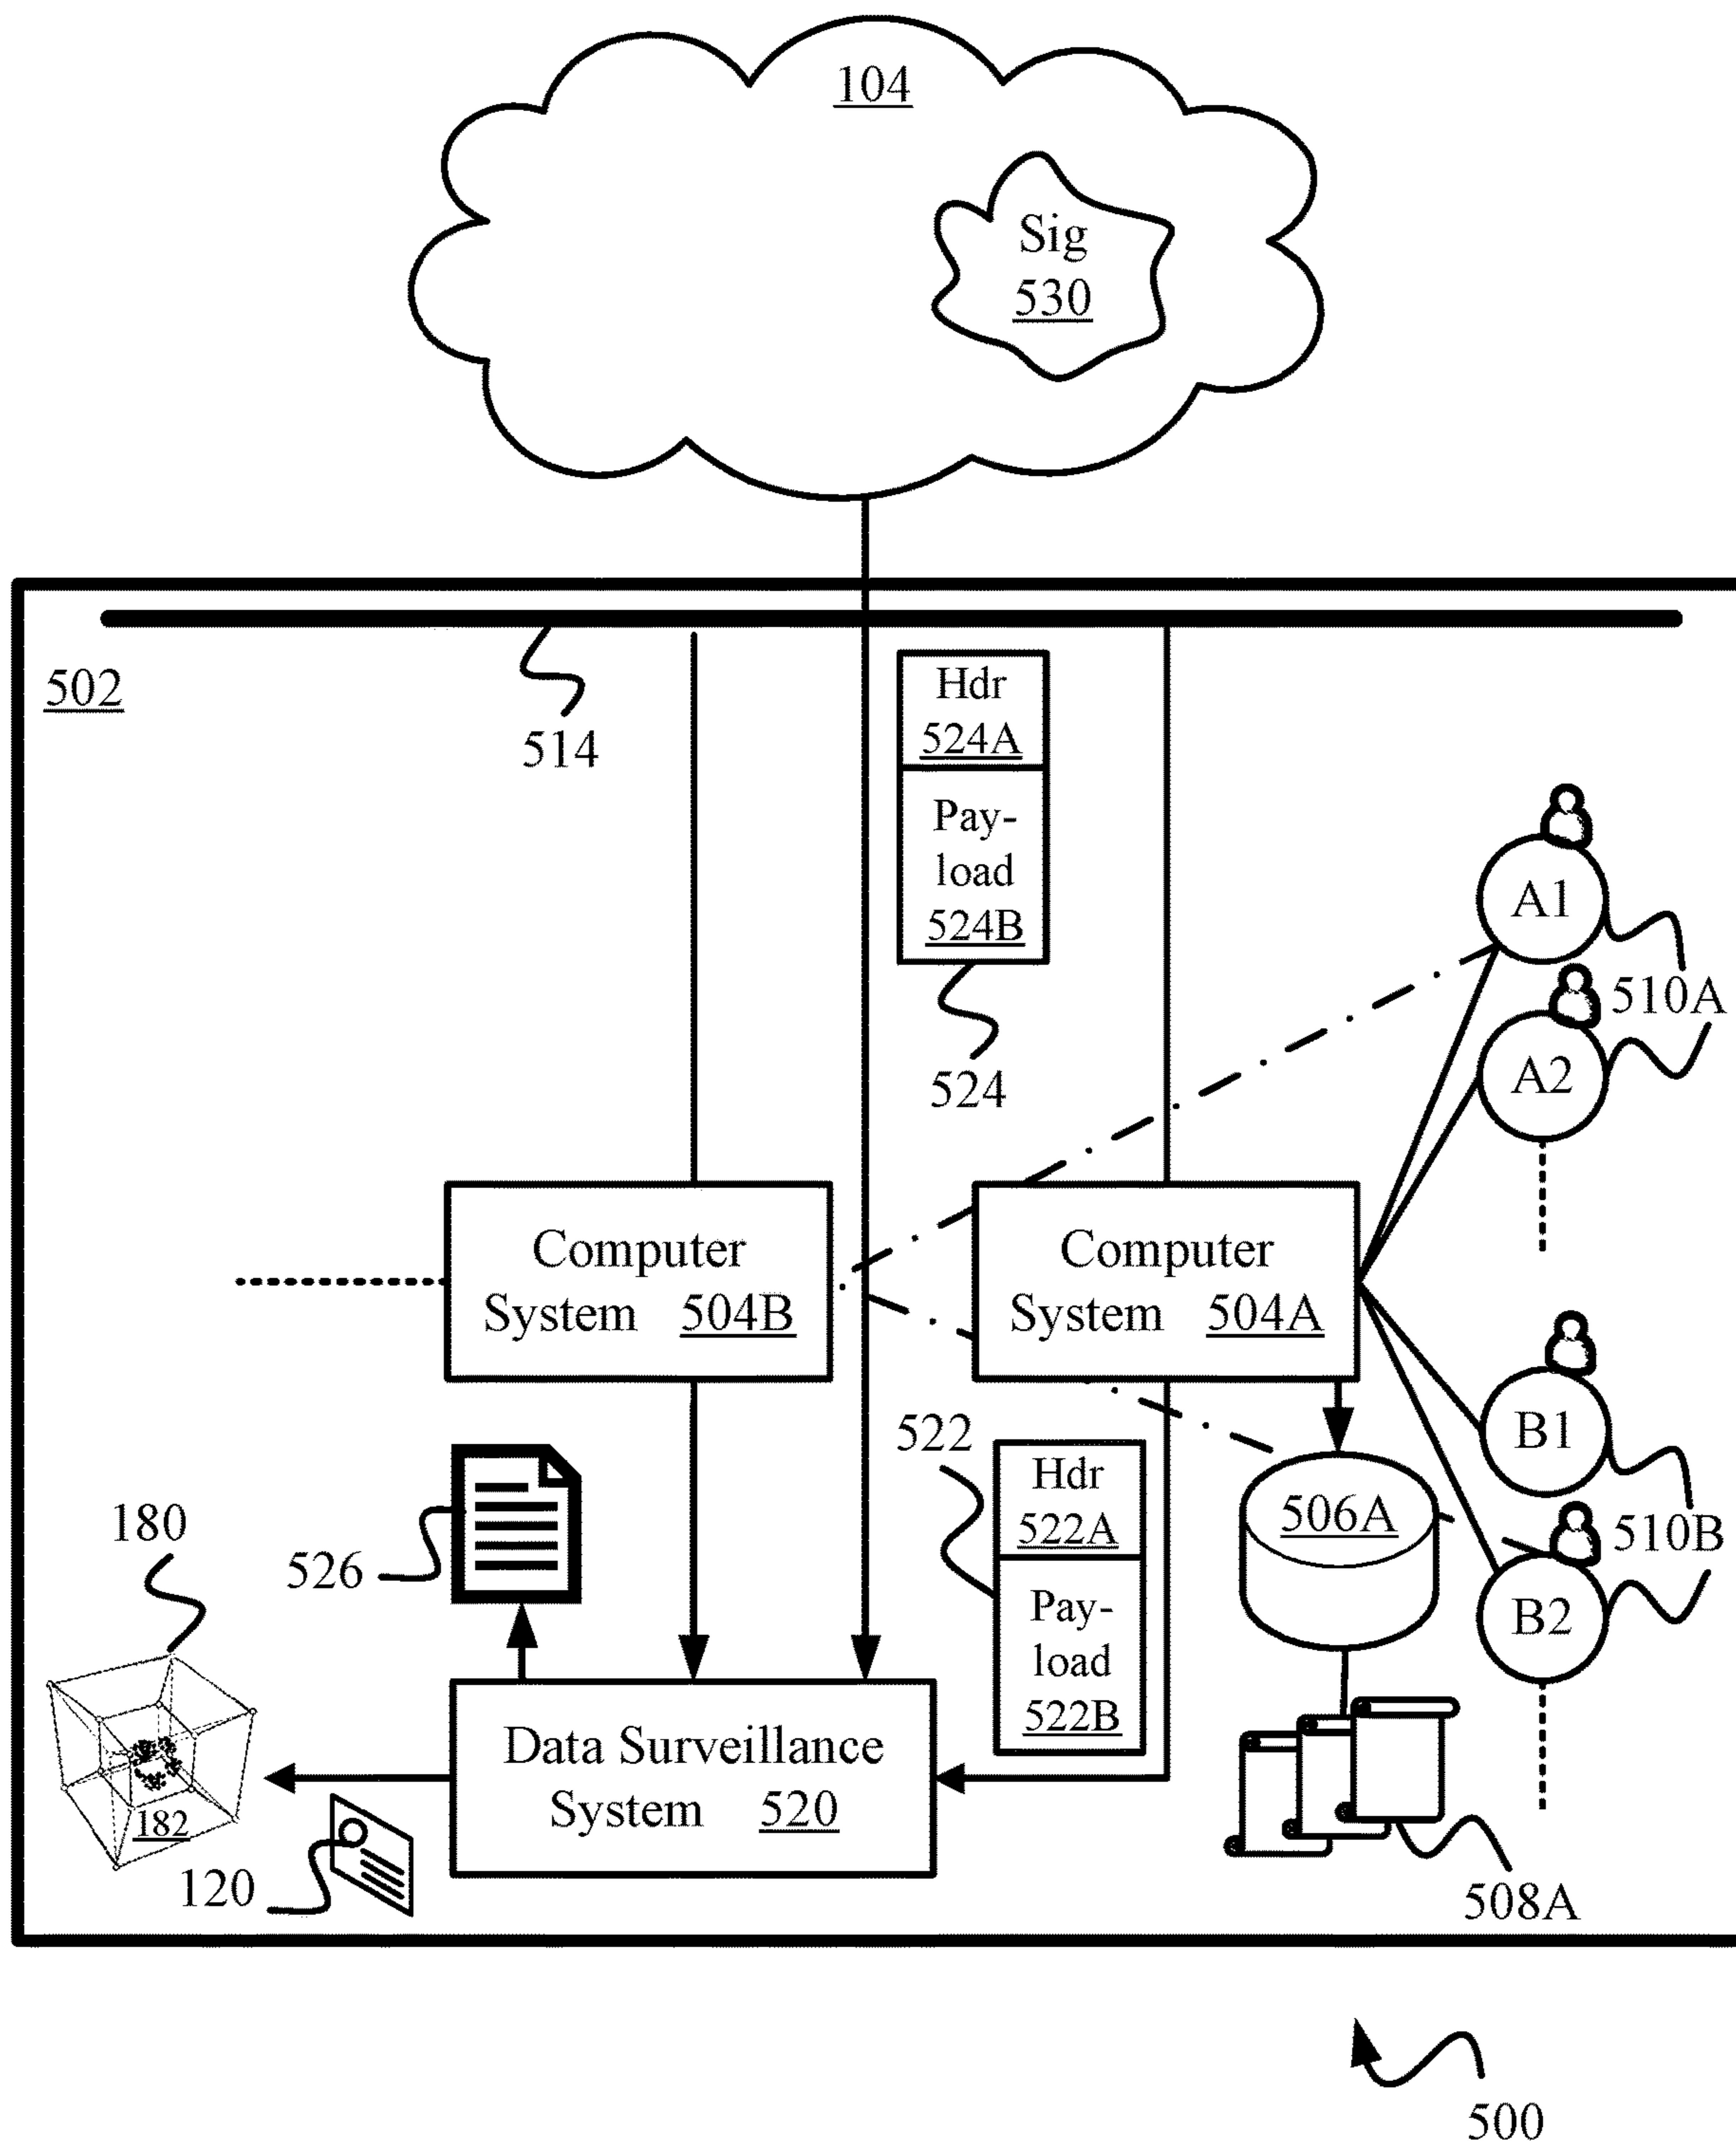 104
Sig
530
502
514
Hdr
524A
Pay-
load
524B
524
A1
510A
A2
Computer
System 504B
Computer
System 504A
B1
510B
B2
522
Hdr
522A
Pay-
load
522B
506A
180
526
182
Data Surveillance
System 520
120
508A
500